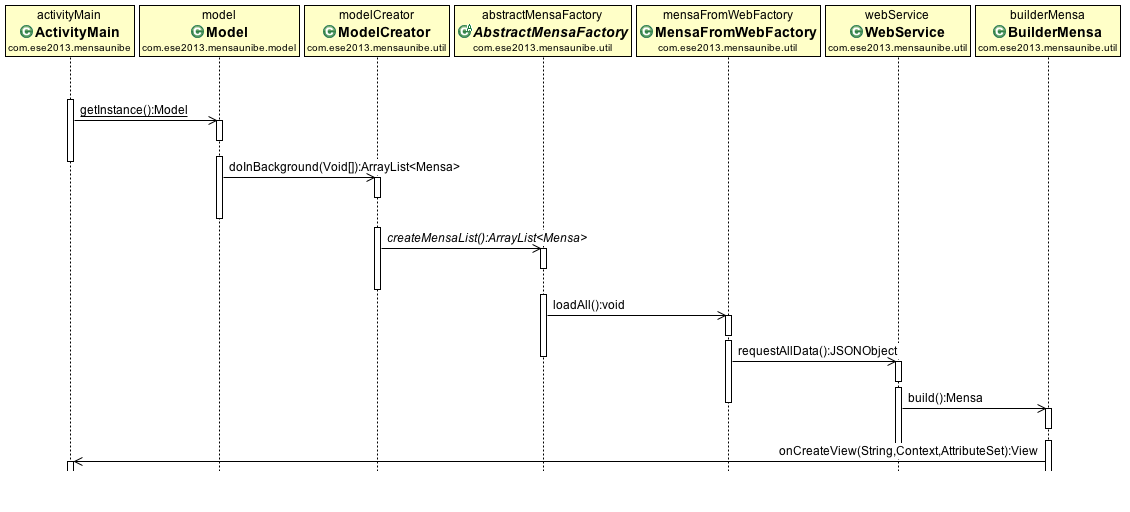 activityMain
ActivityMain
com.ese2013.mensaunibe
model
Model
com.ese2013.mensaunibe.model
modelCreator
ModelCreator
com.ese2013.mensaunibe.util
abstractMensaFactory
AbstractMensaFactory
com.ese2013.mensaunibe.util
mensaFromWebFactory
MensaFromWebFactory
com.ese2013.mensaunibe.util
webService
WebService
com.ese2013.mensaunibe.util
builderMensa
BuilderMensa
com.ese2013.mensaunibe.util
getInstance():Model
doInBackground(Void[]):ArrayList<Mensa>
createMensaList():ArrayList<Mensa>
loadAll():void
requestAllData():JSONObject
build():Mensa
onCreateView(String,Context,AttributeSet):View